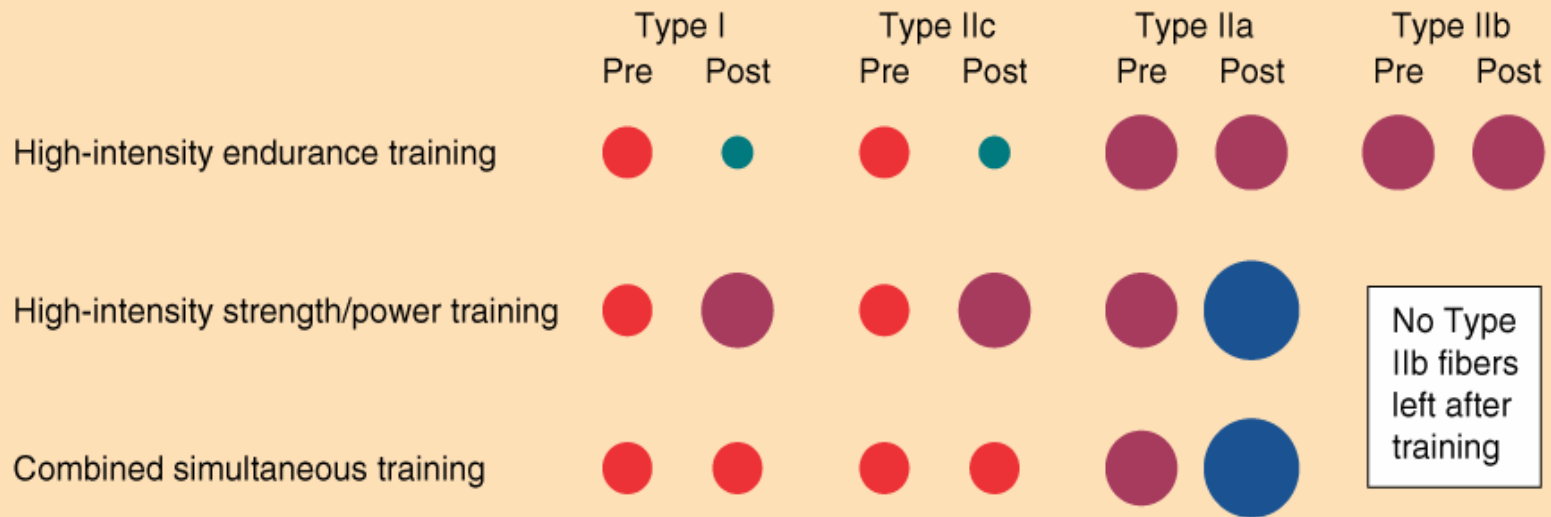 Type I Type IIc Type IIa Type IIb
Pre Post Pre Post Pre Post Pre Post
High-intensity endurance training
High-intensity strength/power training
No Type
IIb fibers
left after
training
Combined simultaneous training